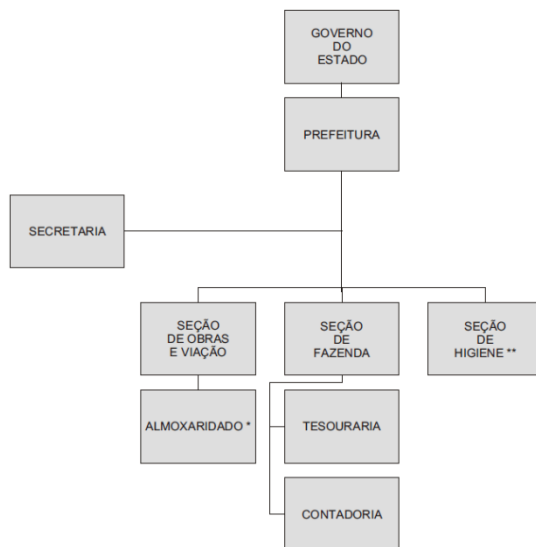 GOVERNO
DO
ESTADO
PREFEITURA
SECRETARIA
SEÇÃO
DE OBRAS
E VIAÇÃO
SEÇÃO
DE
FAZENDA
SEÇÃO
DE
HIGIENE **
ALMOXARIDADO *
TESOURARIA
CONTADORIA